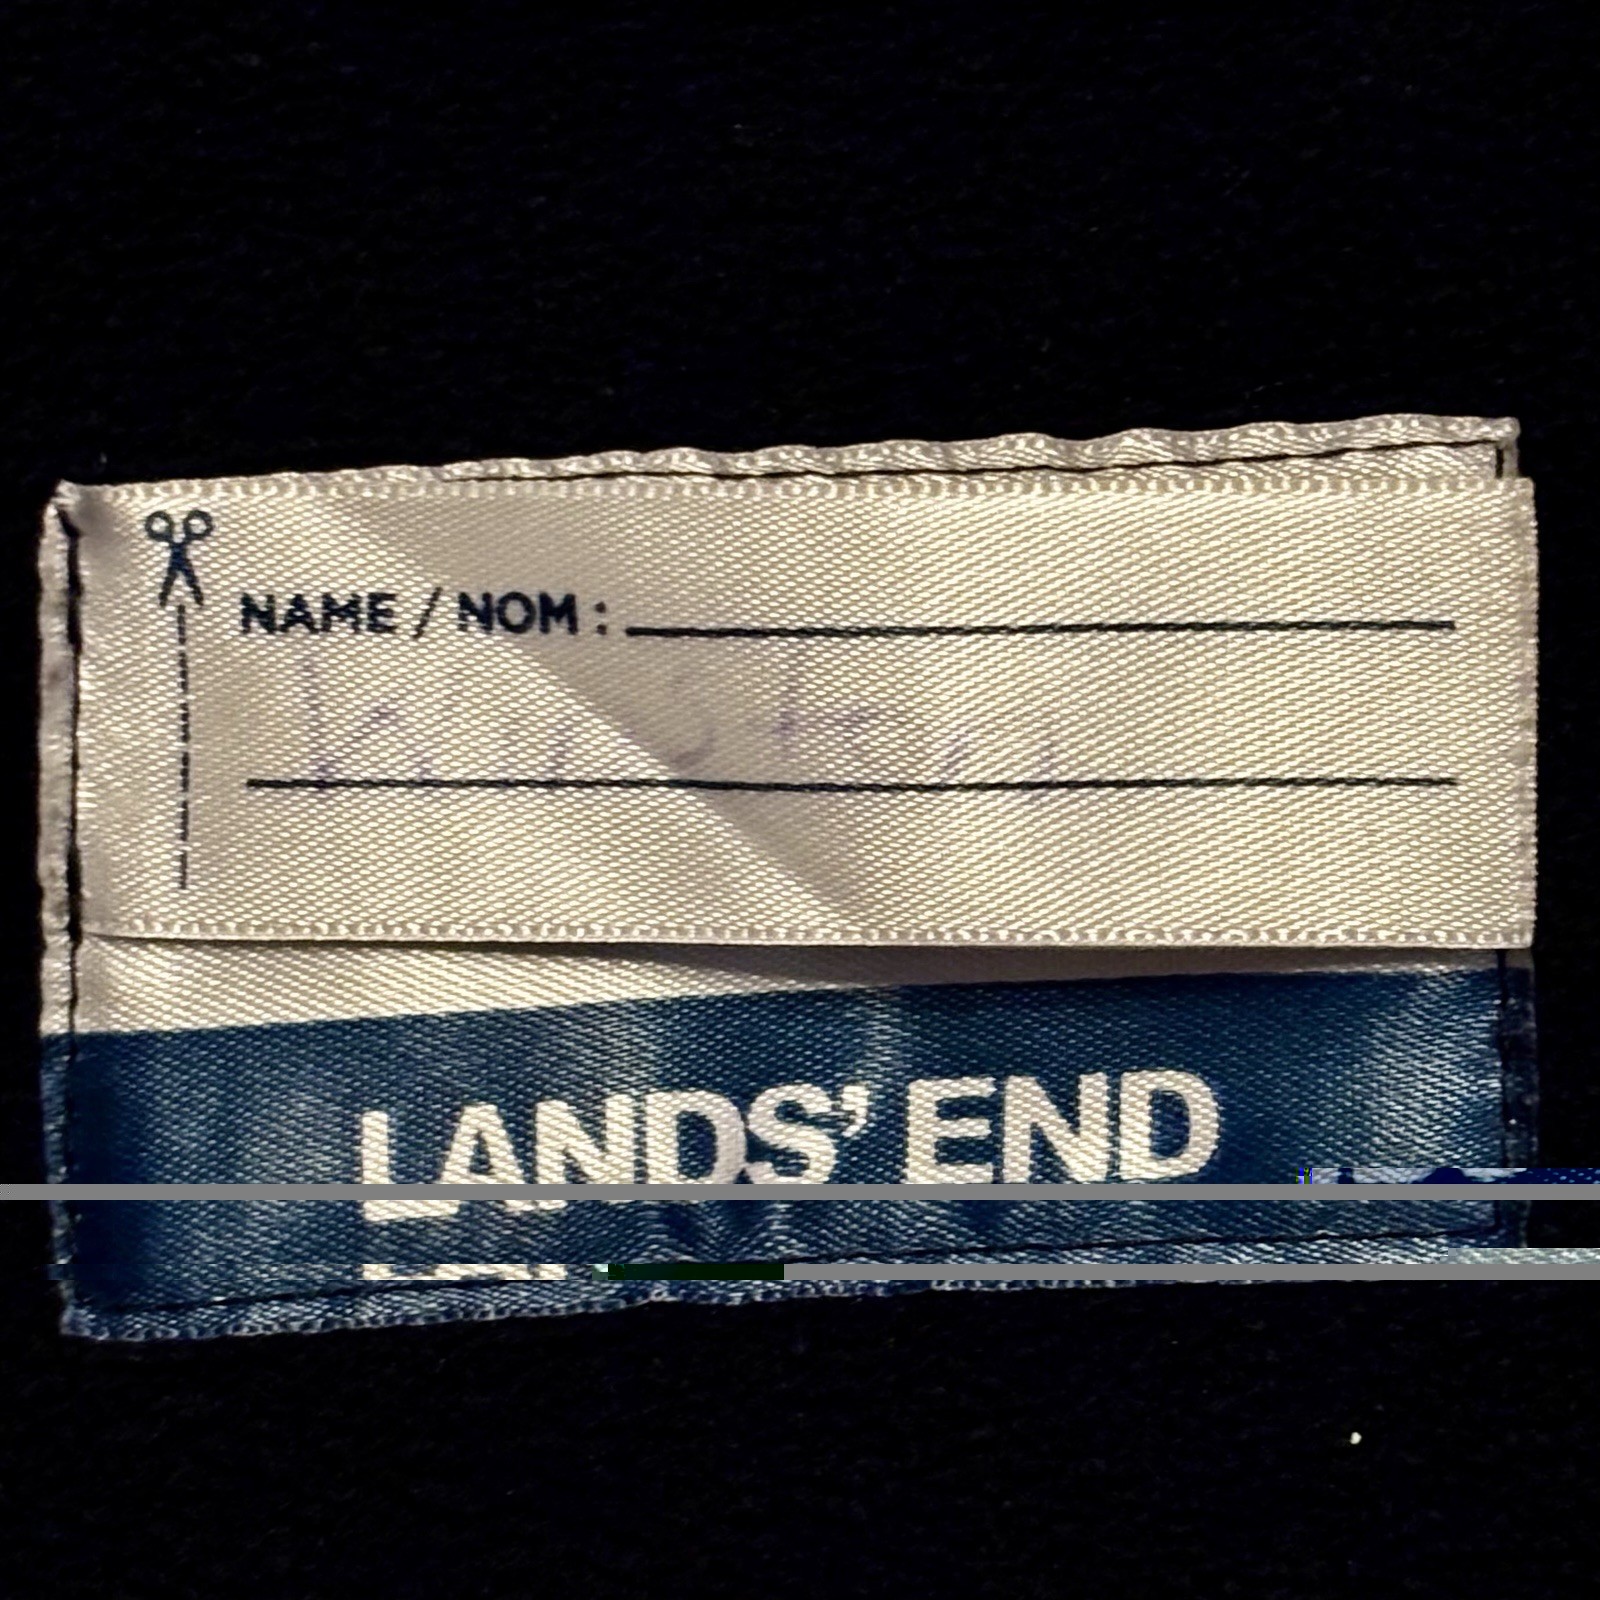 NAME / NOM :
LANDS' END